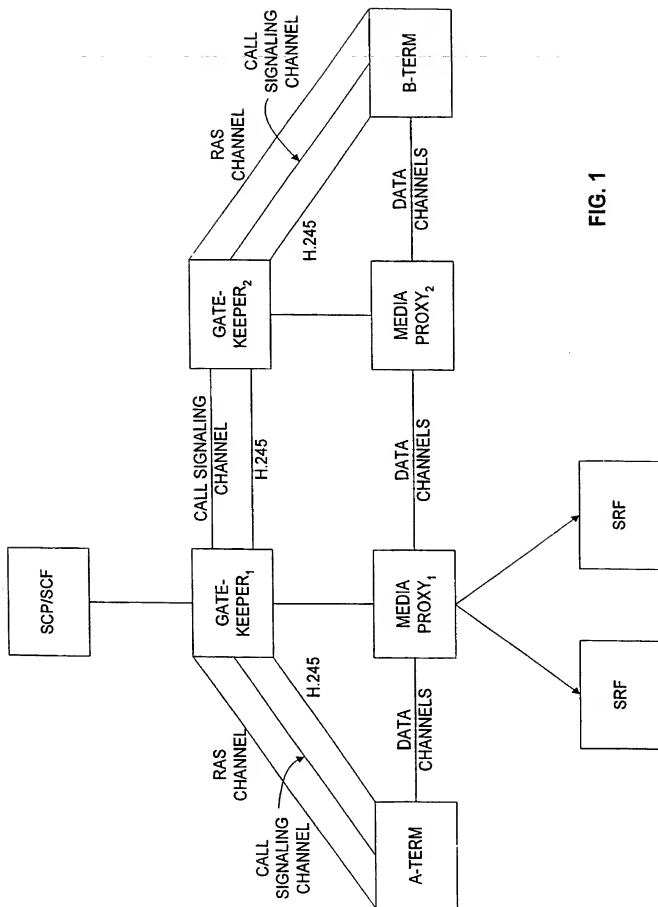 SCP/SCF
GATE-
KEEPER1
CALL SIGNALING
CHANNEL
H.245
GATE-
KEEPER2
RAS
CHANNEL
CALL
SIGNALING
CHANNEL
H.245
RAS
CHANNEL
CALL
SIGNALING
CHANNEL
H.245
A-TERM
DATA
CHANNELS
MEDIA
PROXY1
DATA
CHANNELS
MEDIA
PROXY2
DATA
CHANNELS
B-TERM
SRF
SRF
FIG. 1